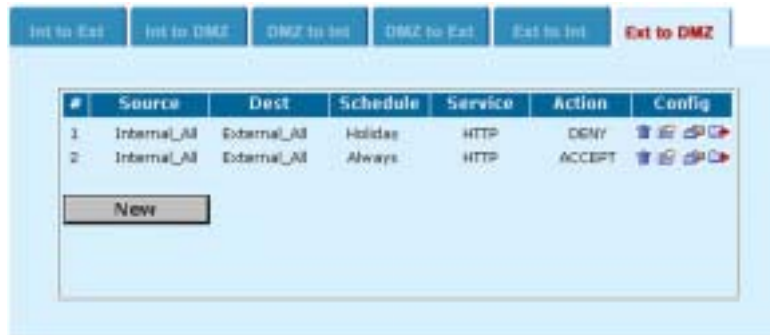 Int to Ext Int to DMZ DMZ to Int DMZ to Ext Ext to Int Ext to DMZ
# Source Dest Schedule Service Action Config
1 Internal_All External_All Holiday HTTP DENY
2 Internal_All External_All Always HTTP ACCEPT
New